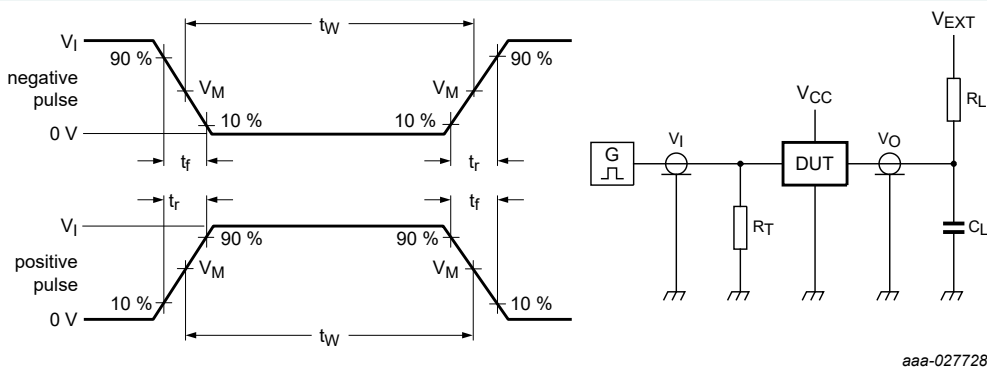 tW
VI
90 %
90 %
negative
pulse
VM
VM
10 %
10 %
0 V
tf
tr
tr
tf
VI
90 %
90 %
positive
pulse
VM
VM
10 %
10 %
0 V
tW
VEXT
RL
VCC
G
VI
DUT
VO
RT
CL
aaa-027728